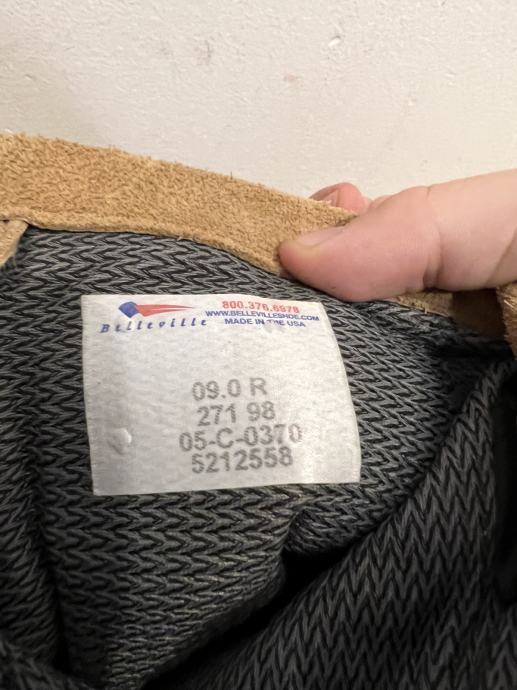 Belleville
800.376.6978
WWW.BELLEVILLESHOE.COM
MADE IN THE USA
09.0 R
271 98
05-C-0370
5212558